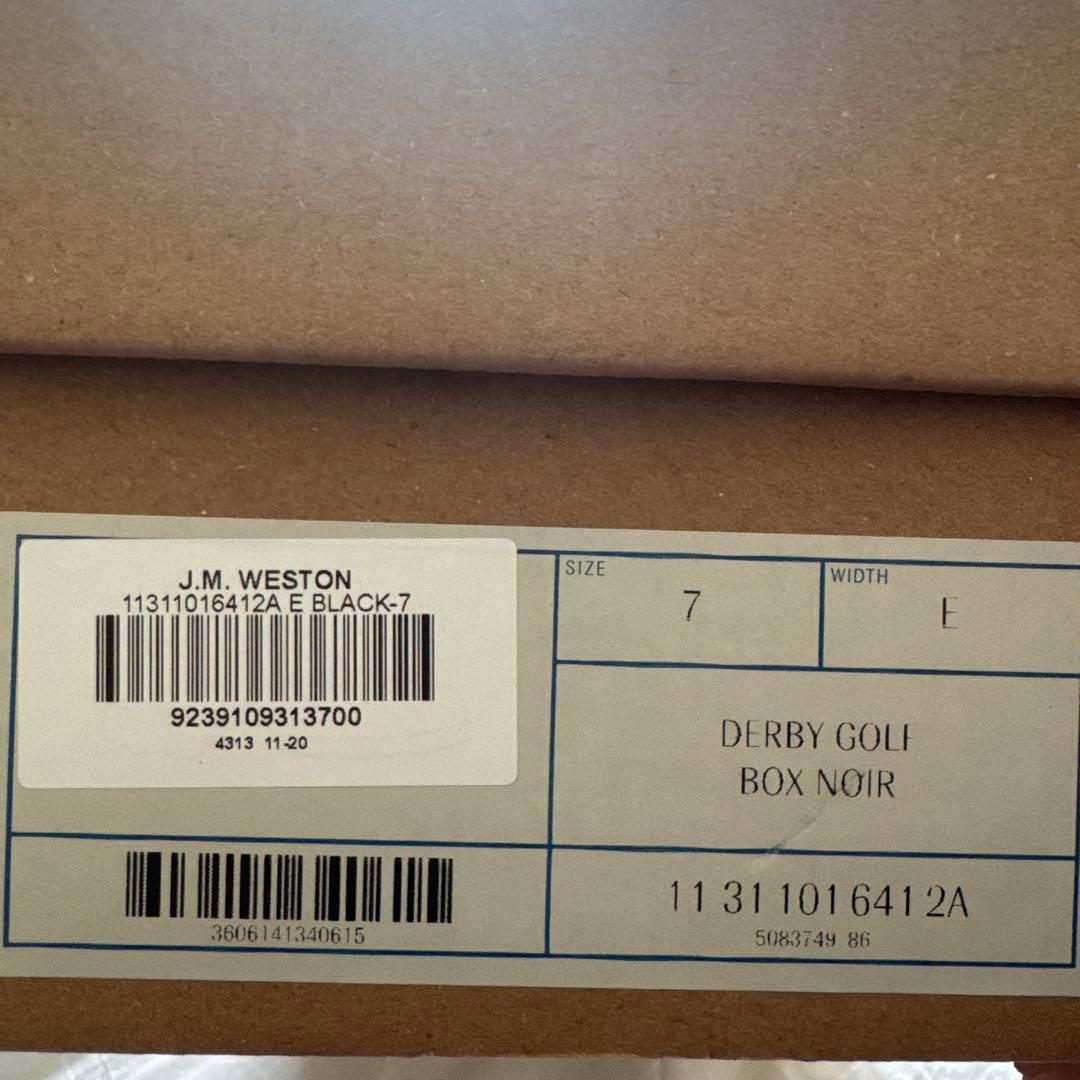 J.M. WESTON
11311016412A E BLACK-7
9239109313700
4313 11-20
SIZE
7
WIDTH
E
DERBY GOLF
BOX NOIR
3606141340615
11 31 101 641 2A
5083749 86